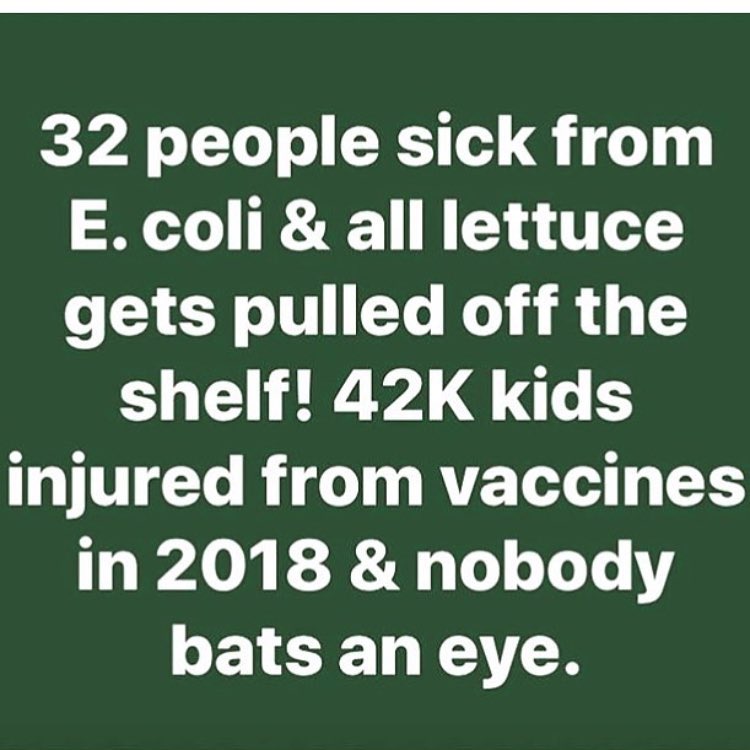 32 people sick from
E. coli & all lettuce
gets pulled off the
shelf! 42K kids
injured from vaccines
in 2018 & nobody
bats an eye.